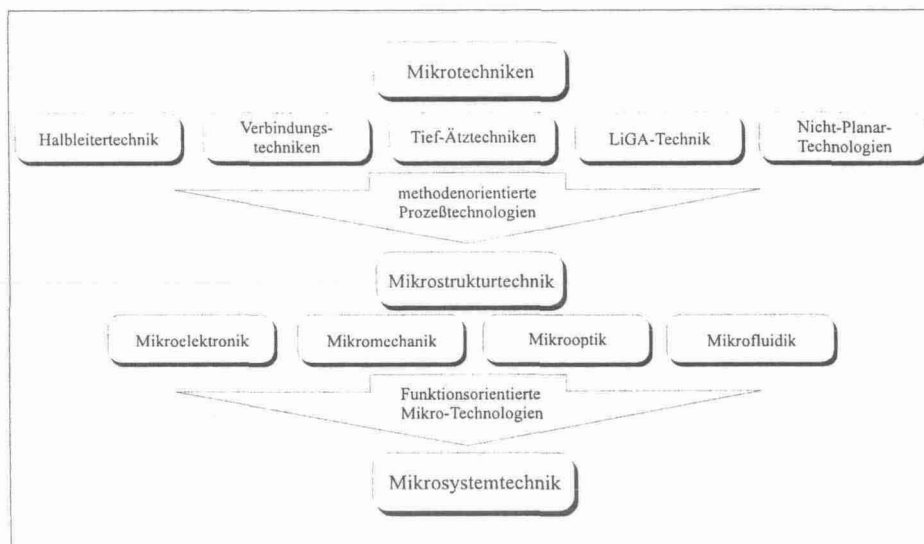 Mikrotechniken
Halbleitertechnik
Verbindungs-
techniken
Tief-Ätztechniken
LiGA-Technik
Nicht-Planar-
Technologien
methodenorientierte
Prozeßtechnologien
Mikrostrukturtechnik
Mikroelektronik
Mikromechanik
Mikrooptik
Mikrofluidik
Funktionsorientierte
Mikro-Technologien
Mikrosystemtechnik